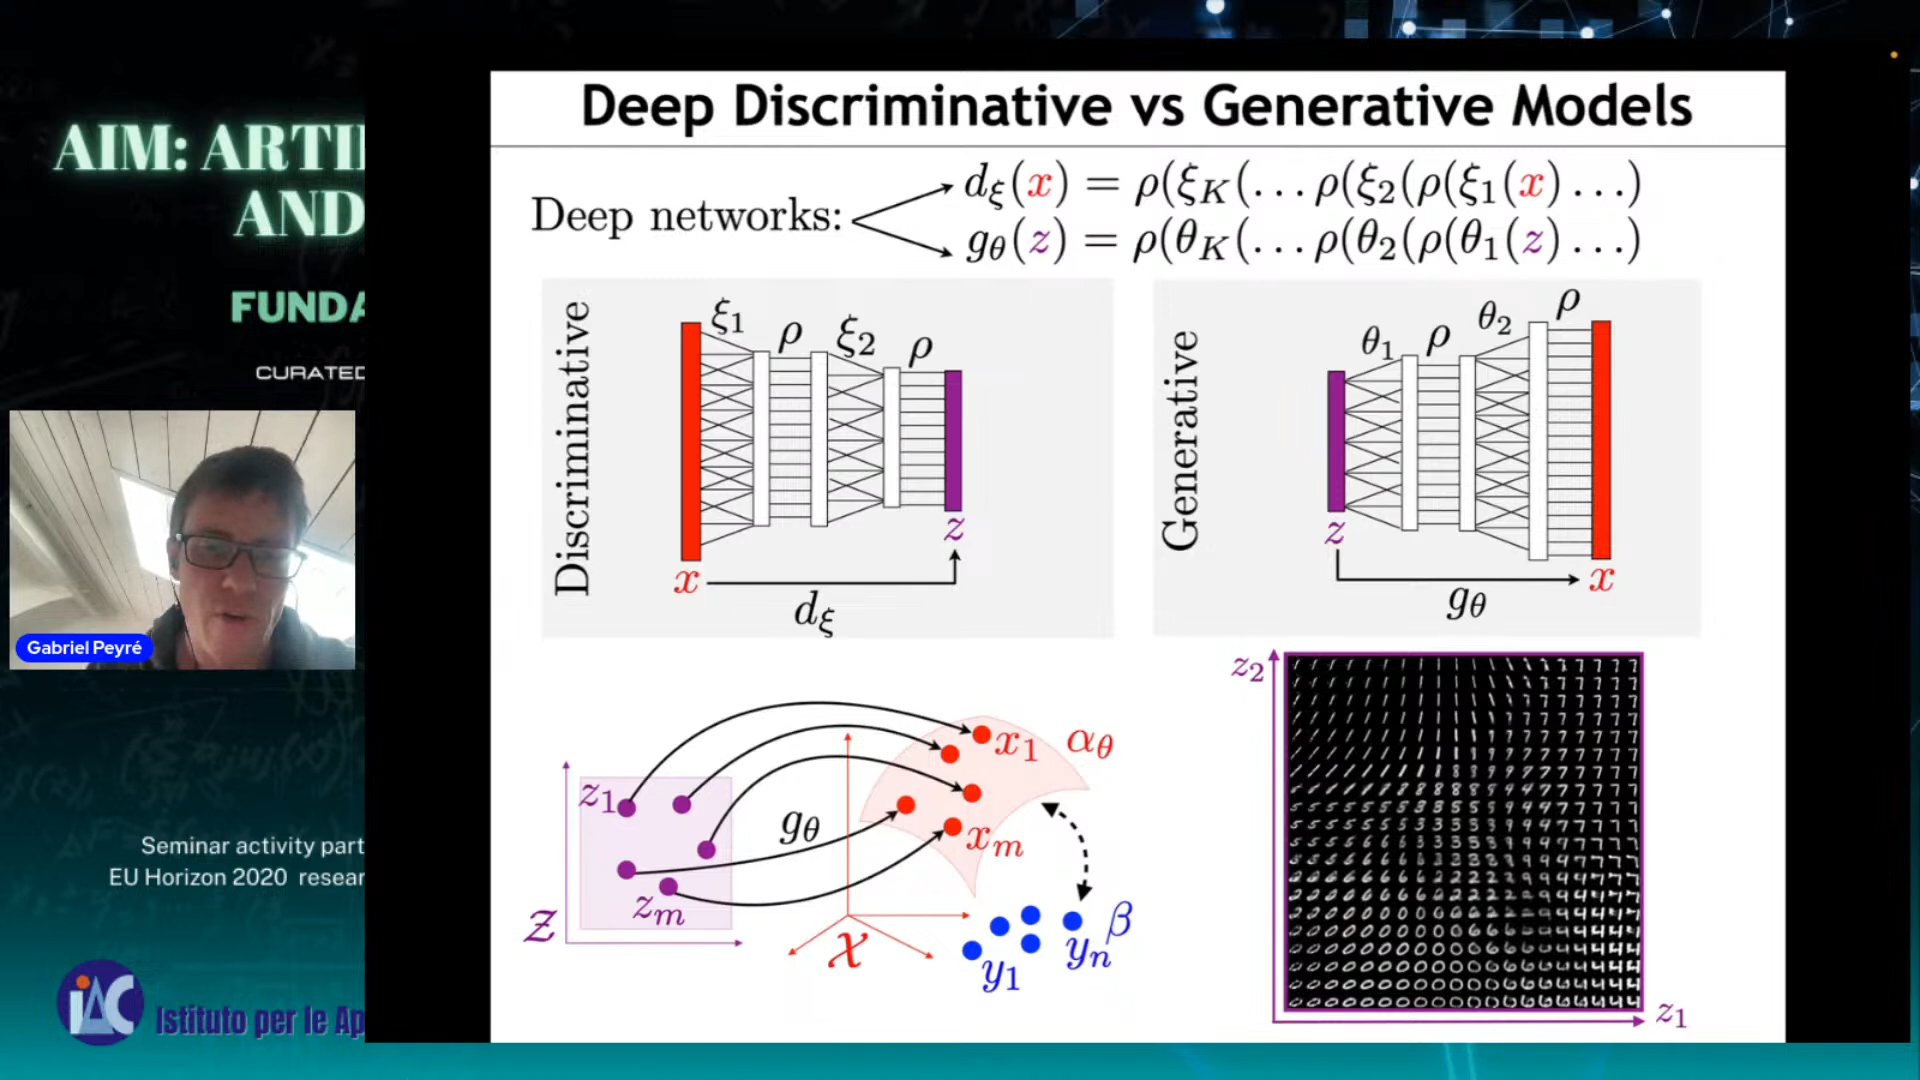 AIM: ARTI
AND
FUNDA
CURATED
Gabriel Peyré
Seminar activity part
EU Horizon 2020 resear
iAC Istituto per le Ap
Deep Discriminative vs Generative Models
Deep networks:
d_ξ(x) = ρ(ξ_K(...ρ(ξ_2(ρ(ξ_1(x)...)
g_θ(z) = ρ(θ_K(...ρ(θ_2(ρ(θ_1(z)...)
Discriminative
ξ_1 ρ ξ_2 ρ
x z
d_ξ
Generative
θ_1 ρ θ_2 ρ
z x
g_θ
z_1 z_m Z
g_θ
x_1 x_m α_θ
X
y_1 y_n β
z_2
z_1